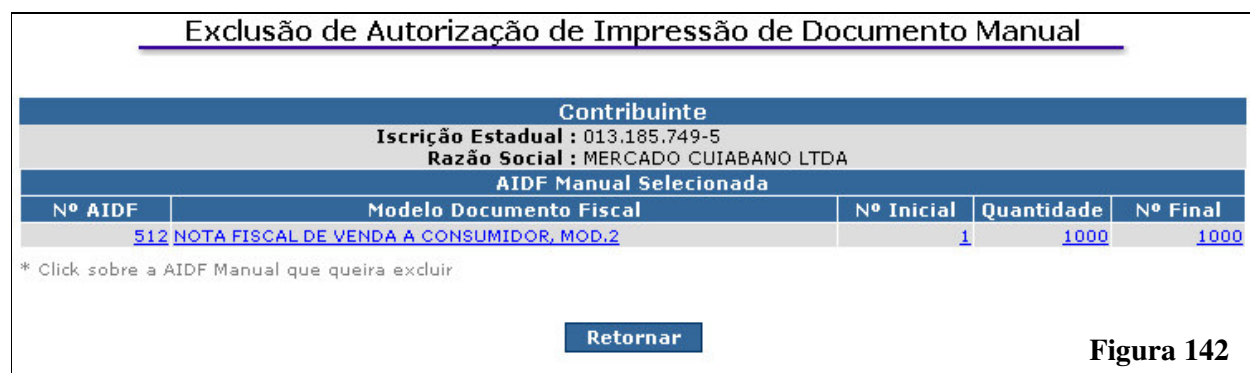 Exclusão de Autorização de Impressão de Documento Manual
Contribuinte
Iscrição Estadual : 013.185.749-5
Razão Social : MERCADO CUIABANO LTDA
AIDF Manual Selecionada
Nº AIDF Modelo Documento Fiscal Nº Inicial Quantidade Nº Final
512 NOTA FISCAL DE VENDA A CONSUMIDOR, MOD.2 1 1000 1000
* Click sobre a AIDF Manual que queira excluir
Retornar
Figura 142